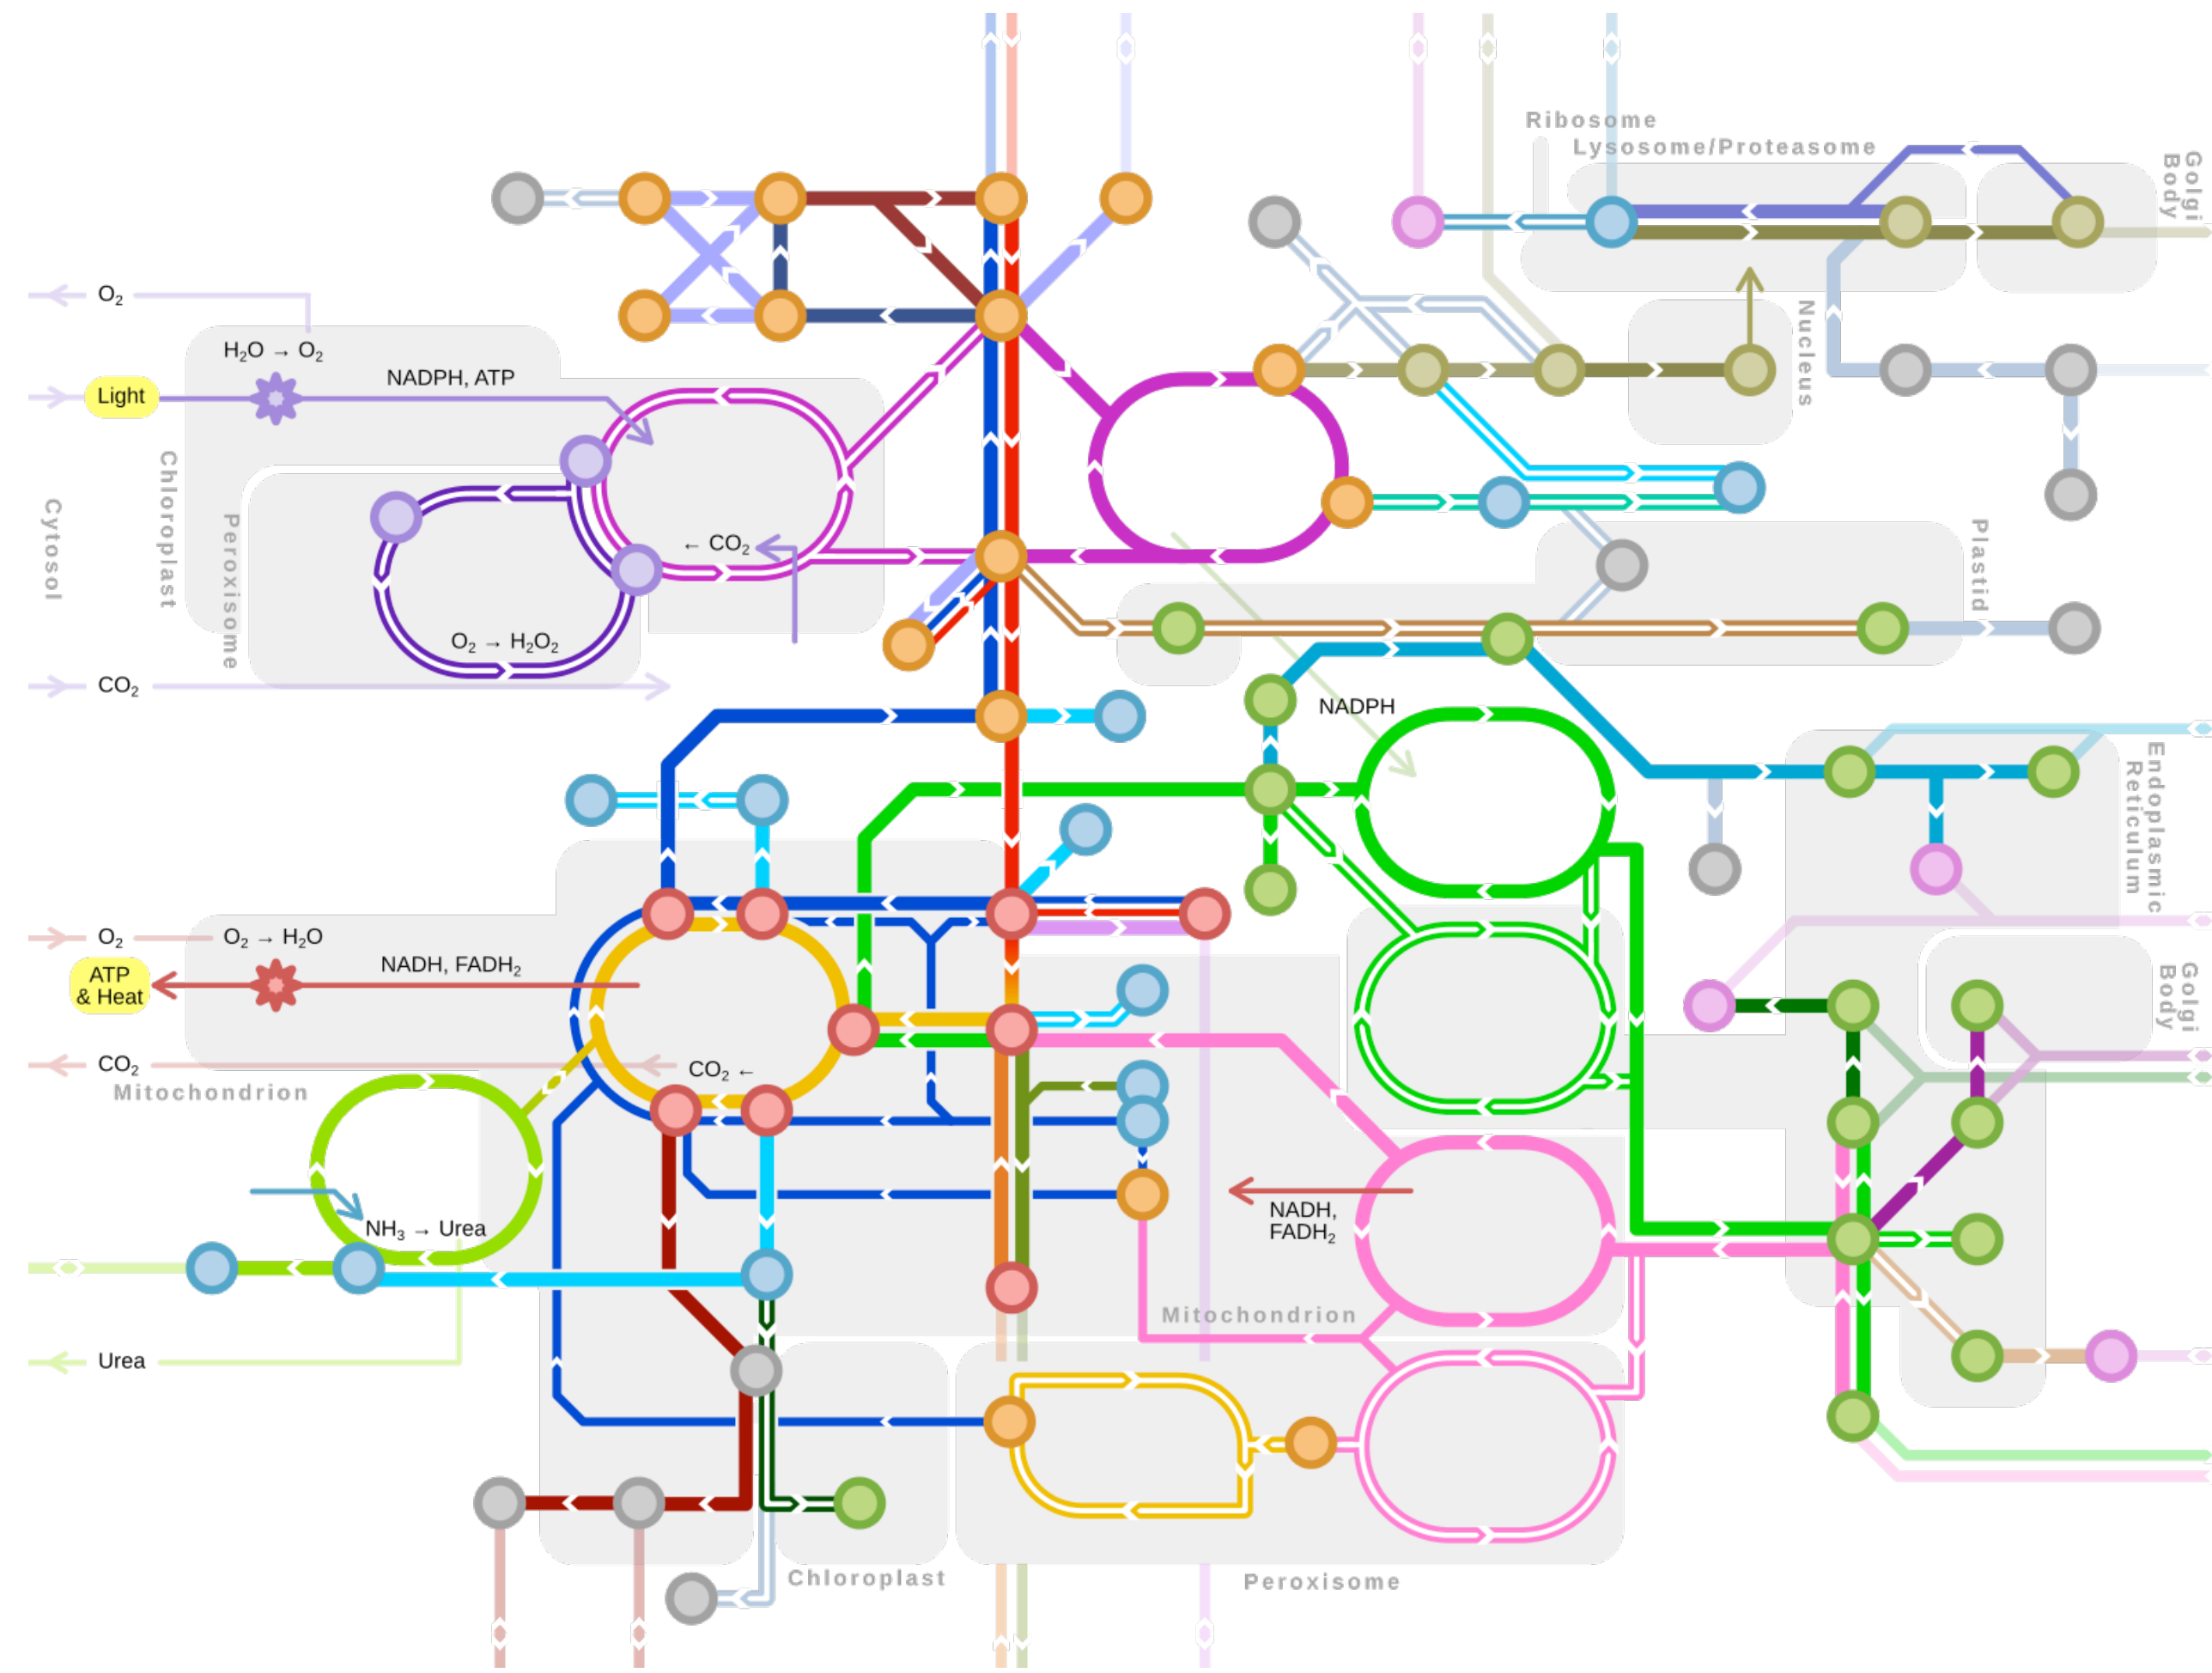 Ribosome
Lysosome/Proteasome
Golgi
Body
O₂
H₂O → O₂
Light
NADPH, ATP
Nucleus
Cytosol
Chloroplast
Peroxisome
← CO₂
O₂ → H₂O₂
CO₂
Plastid
NADPH
Endoplasmic
Reticulum
O₂
O₂ → H₂O
ATP
& Heat
NADH, FADH₂
CO₂
CO₂ ←
Mitochondrion
Golgi
Body
NH₃ → Urea
NADH,
FADH₂
Mitochondrion
Urea
Chloroplast
Peroxisome